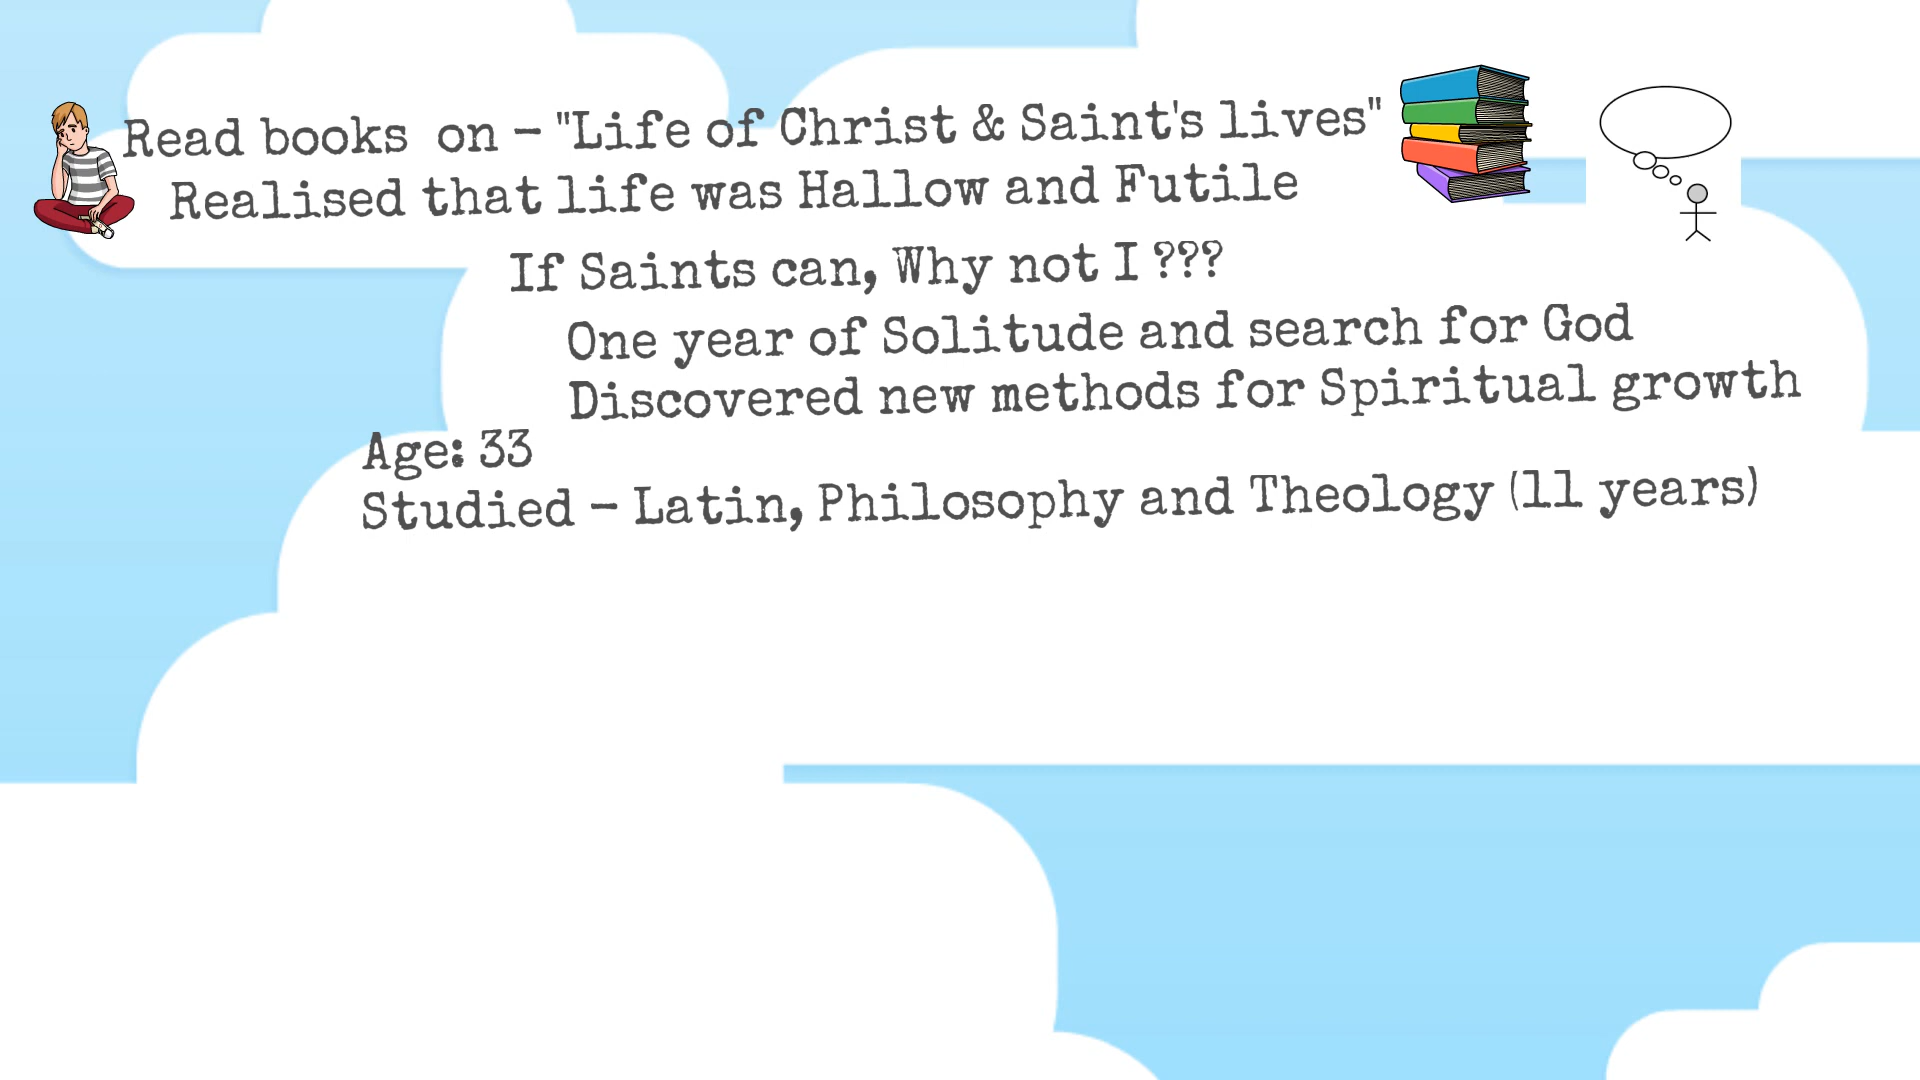 Read books on - "Life of Christ & Saint's lives"
Realised that life was Hallow and Futile
If Saints can, Why not I ???
One year of Solitude and search for God
Discovered new methods for Spiritual growth
Age: 33
Studied - Latin, Philosophy and Theology (11 years)